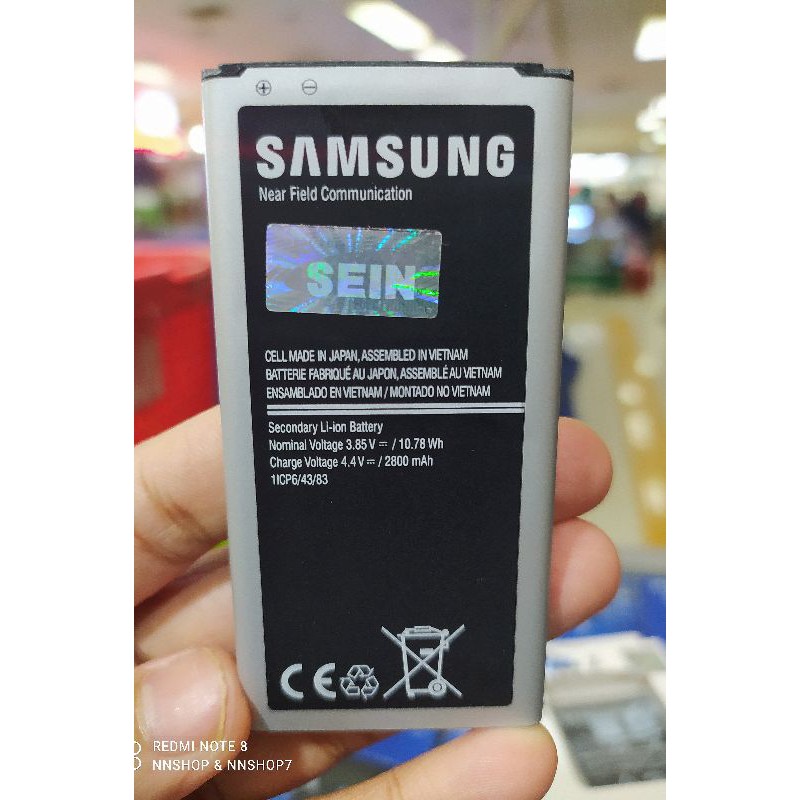 SAMSUNG
Near Field Communication
SEIN
CELL MADE IN JAPAN, ASSEMBLED IN VIETNAM
BATTERIE FABRIQUÉ AU JAPON, ASSEMBLÉ AU VIETNAM
ENSAMBLADO EN VIETNAM / MONTADO NO VIETNAM
Secondary Li-ion Battery
Nominal Voltage 3.85 V ⎓ / 10.78 Wh
Charge Voltage 4.4 V ⎓ / 2800 mAh
1ICP6/43/83
CE
REDMI NOTE 8
NNSHOP & NNSHOP7